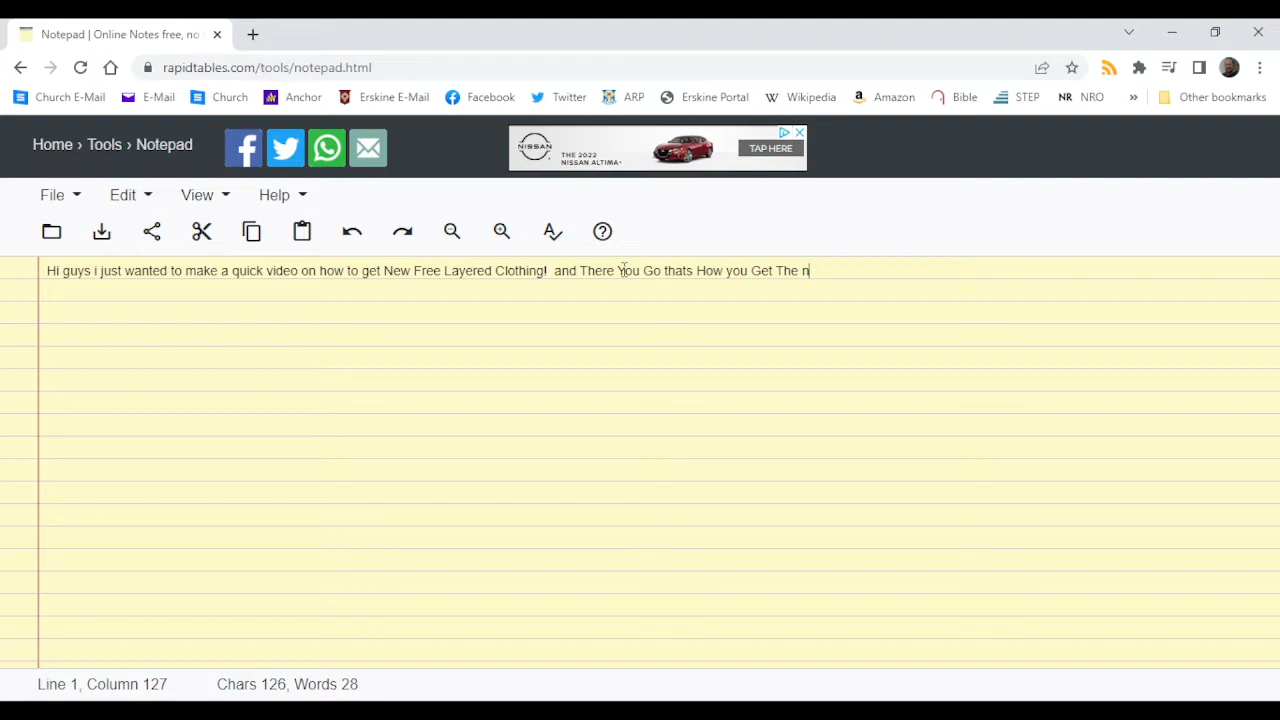 Notepad | Online Notes free, no
rapidtables.com/tools/notepad.html
Church E-Mail E-Mail Church Anchor Erskine E-Mail Facebook Twitter ARP Erskine Portal Wikipedia Amazon Bible STEP NR NRO » Other bookmarks
Home › Tools › Notepad
NISSAN
THE 2022
NISSAN ALTIMA
TAP HERE
File Edit View Help
Hi guys i just wanted to make a quick video on how to get New Free Layered Clothing!  and There You Go thats How you Get The n
Line 1, Column 127 Chars 126, Words 28